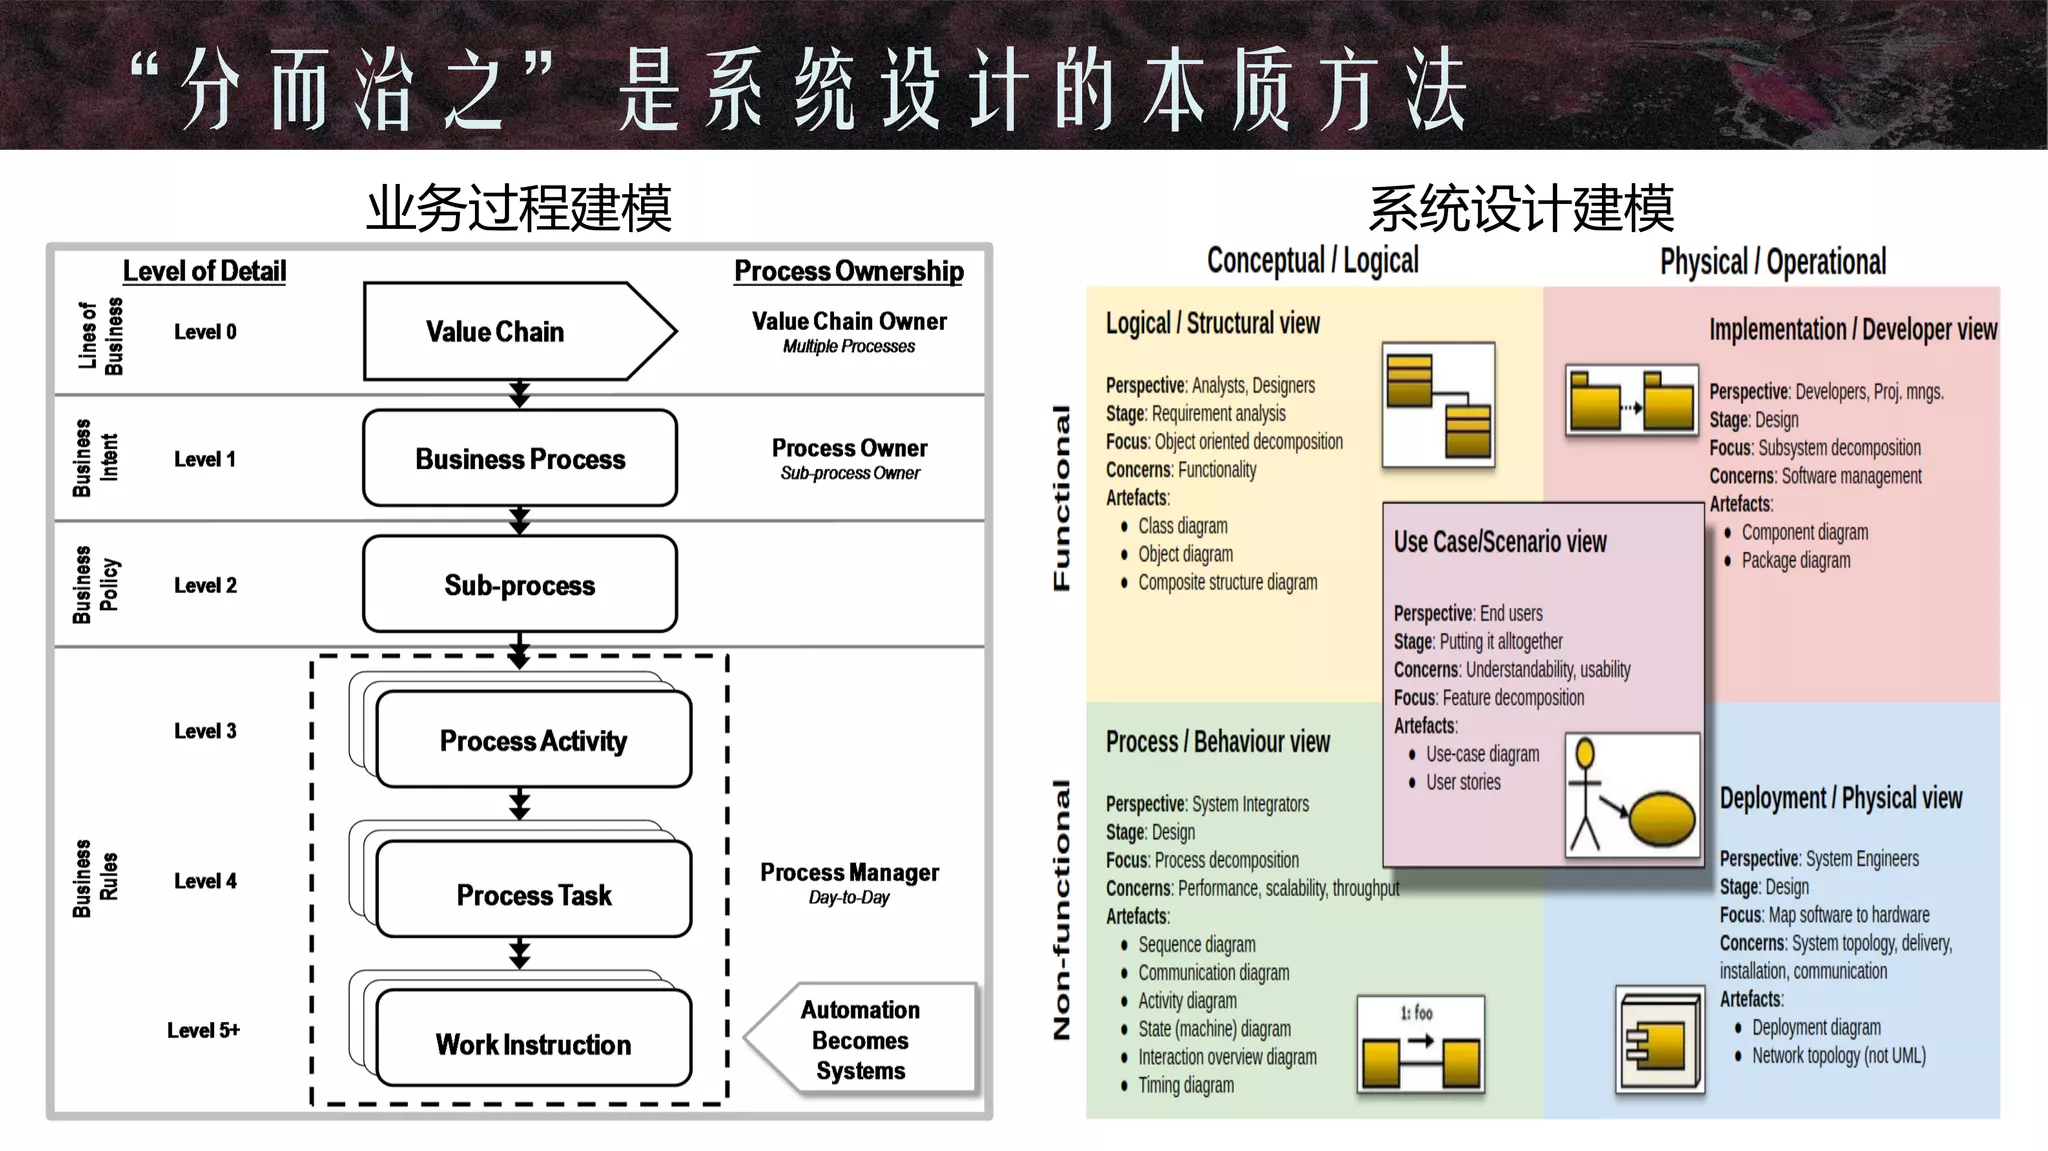 “分而治之”是系统设计的本质方法
业务过程建模
Level of Detail
Process Ownership
Lines of
Business
Level 0
Value Chain
Value Chain Owner
Multiple Processes
Business
Intent
Level 1
Business Process
Process Owner
Sub-process Owner
Business
Policy
Level 2
Sub-process
Business
Rules
Level 3
Process Activity
Level 4
Process Task
Process Manager
Day-to-Day
Level 5+
Work Instruction
Automation
Becomes
Systems
系统设计建模
Conceptual / Logical
Physical / Operational
Functional
Non-functional
Logical / Structural view
Perspective: Analysts, Designers
Stage: Requirement analysis
Focus: Object oriented decomposition
Concerns: Functionality
Artefacts:
● Class diagram
● Object diagram
● Composite structure diagram
Implementation / Developer view
Perspective: Developers, Proj. mngs.
Stage: Design
Focus: Subsystem decomposition
Concerns: Software management
Artefacts:
● Component diagram
● Package diagram
Use Case/Scenario view
Perspective: End users
Stage: Putting it alltogether
Concerns: Understandability, usability
Focus: Feature decomposition
Artefacts:
● Use-case diagram
● User stories
Process / Behaviour view
Perspective: System Integrators
Stage: Design
Focus: Process decomposition
Concerns: Performance, scalability, throughput
Artefacts:
● Sequence diagram
● Communication diagram
● Activity diagram
● State (machine) diagram
● Interaction overview diagram
● Timing diagram
1: foo
Deployment / Physical view
Perspective: System Engineers
Stage: Design
Focus: Map software to hardware
Concerns: System topology, delivery,
installation, communication
Artefacts:
● Deployment diagram
● Network topology (not UML)